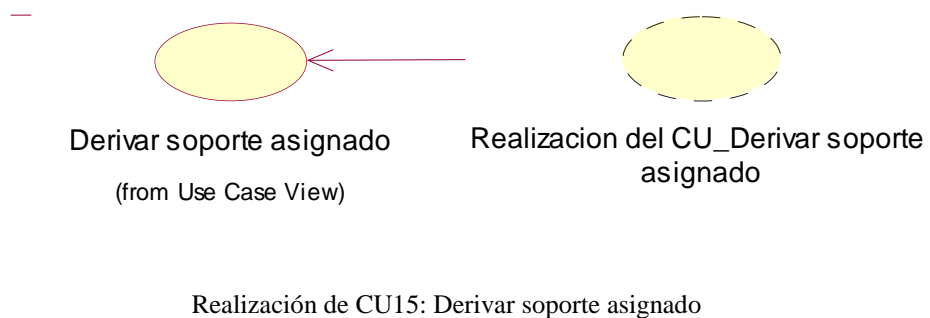 Derivar soporte asignado
(from Use Case View)
Realizacion del CU_Derivar soporte
asignado
Realización de CU15: Derivar soporte asignado